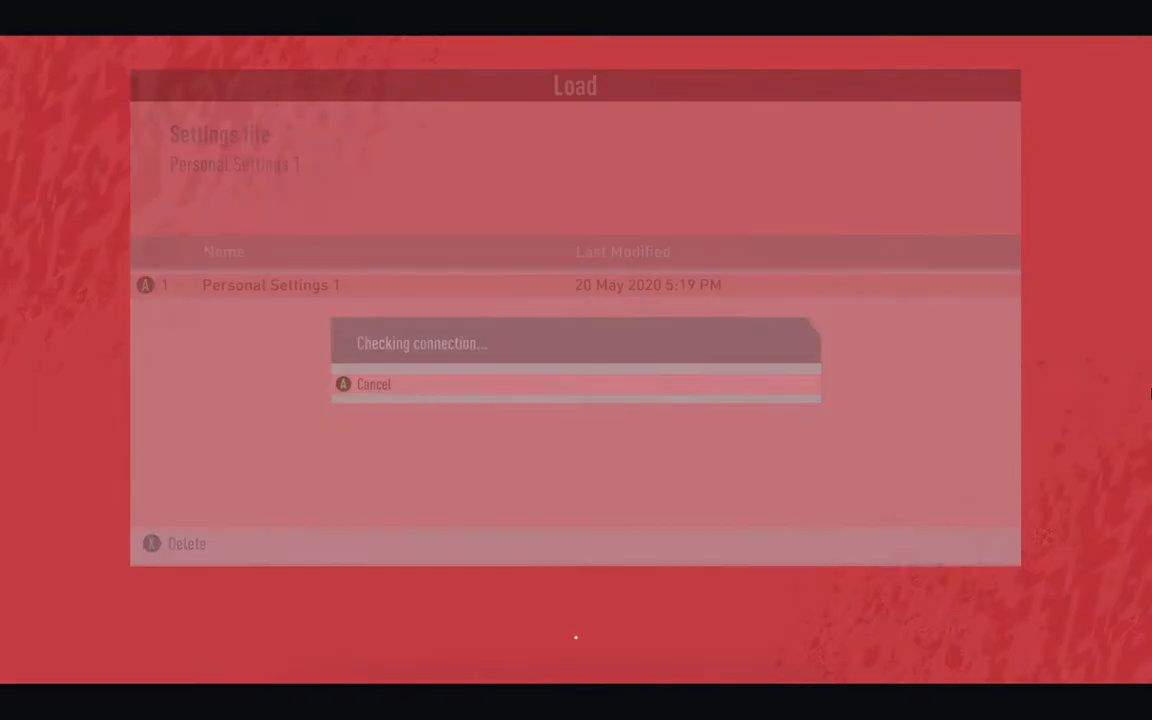 Load
Settings file
Personal Settings 1
Name Last Modified
A 1 Personal Settings 1 20 May 2020 5:19 PM
Checking connection...
A Cancel
X Delete